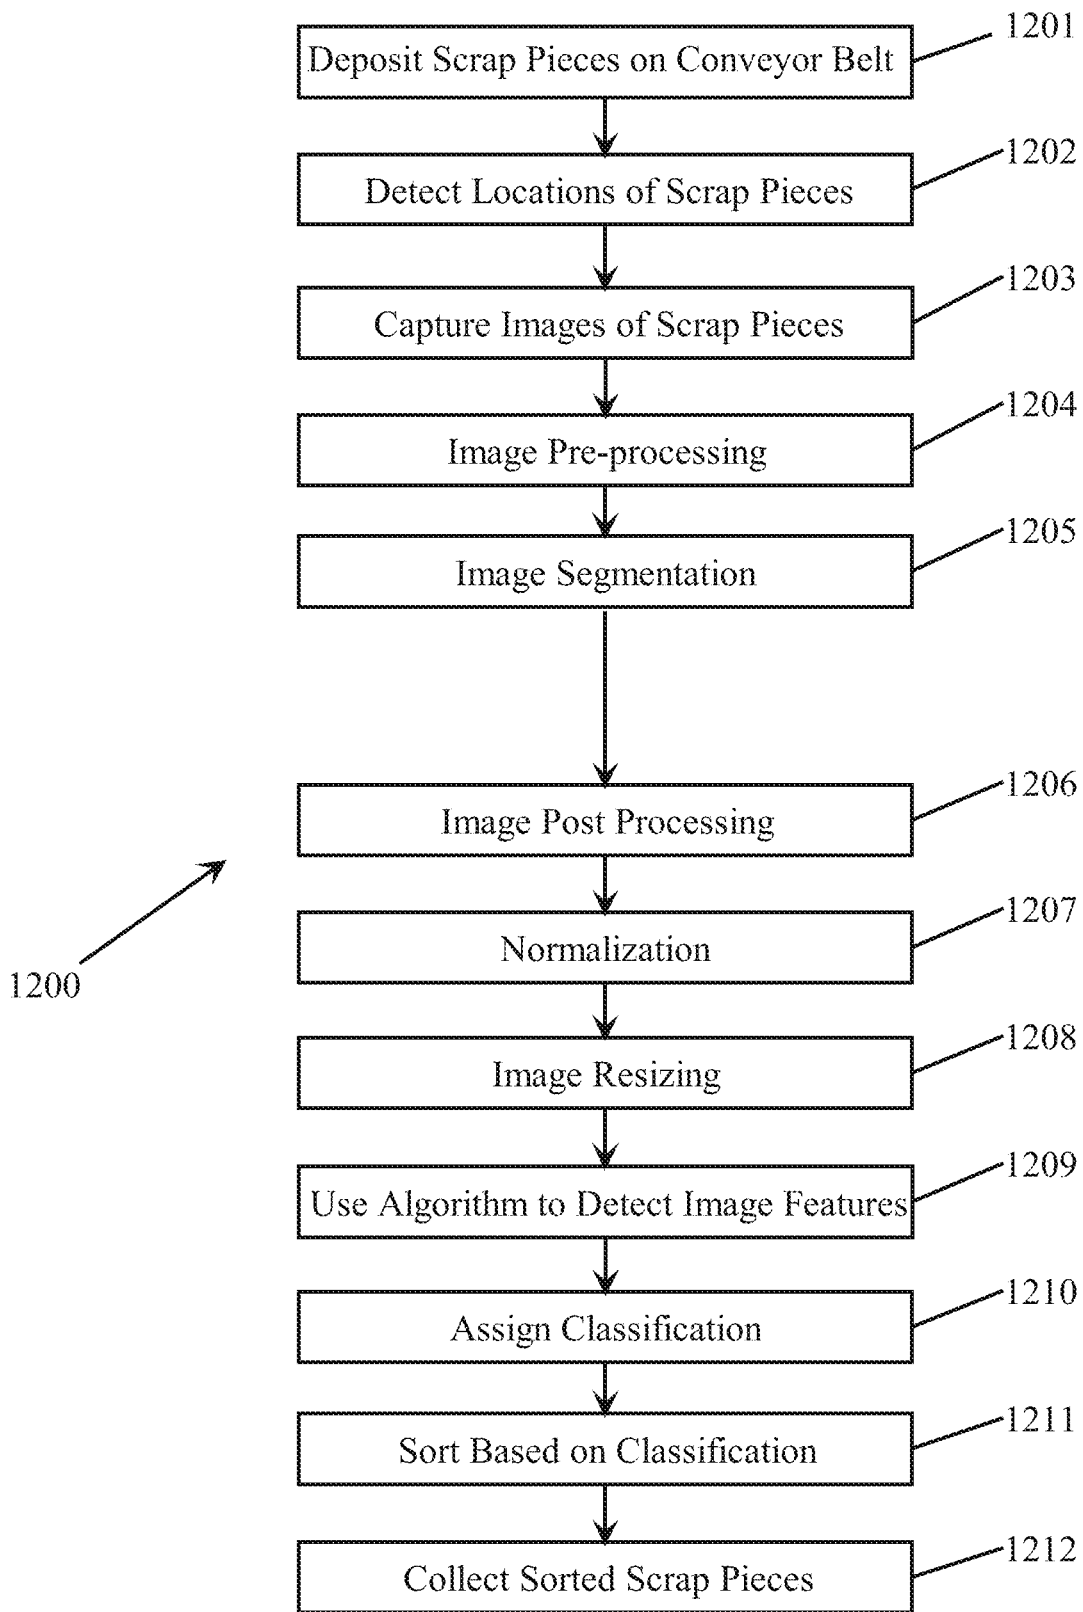 Deposit Scrap Pieces on Conveyor Belt
1201
Detect Locations of Scrap Pieces
1202
Capture Images of Scrap Pieces
1203
Image Pre-processing
1204
Image Segmentation
1205
Image Post Processing
1206
Normalization
1207
1200
Image Resizing
1208
Use Algorithm to Detect Image Features
1209
Assign Classification
1210
Sort Based on Classification
1211
Collect Sorted Scrap Pieces
1212